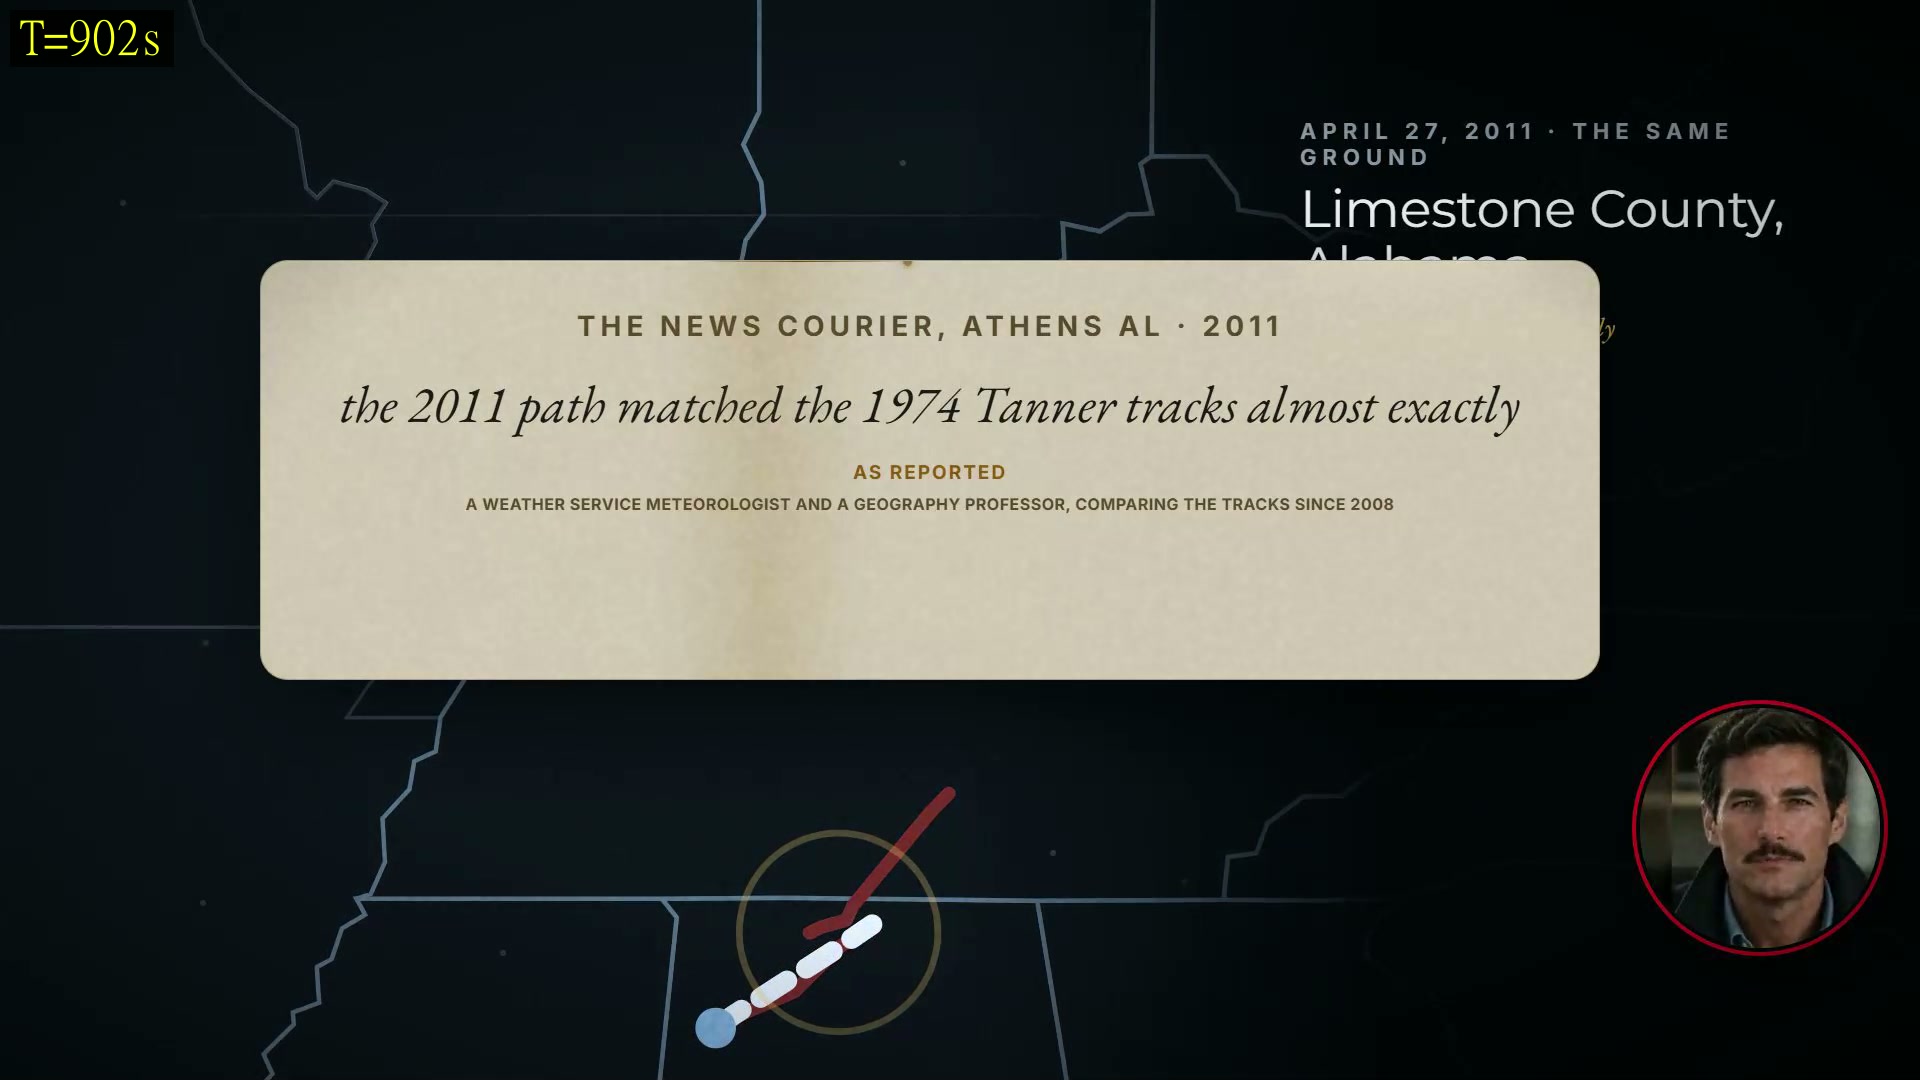 T=902s
APRIL 27, 2011 · THE SAME
GROUND
Limestone County,
Alabama
THE NEWS COURIER, ATHENS AL · 2011
the 2011 path matched the 1974 Tanner tracks almost exactly
AS REPORTED
A WEATHER SERVICE METEOROLOGIST AND A GEOGRAPHY PROFESSOR, COMPARING THE TRACKS SINCE 2008